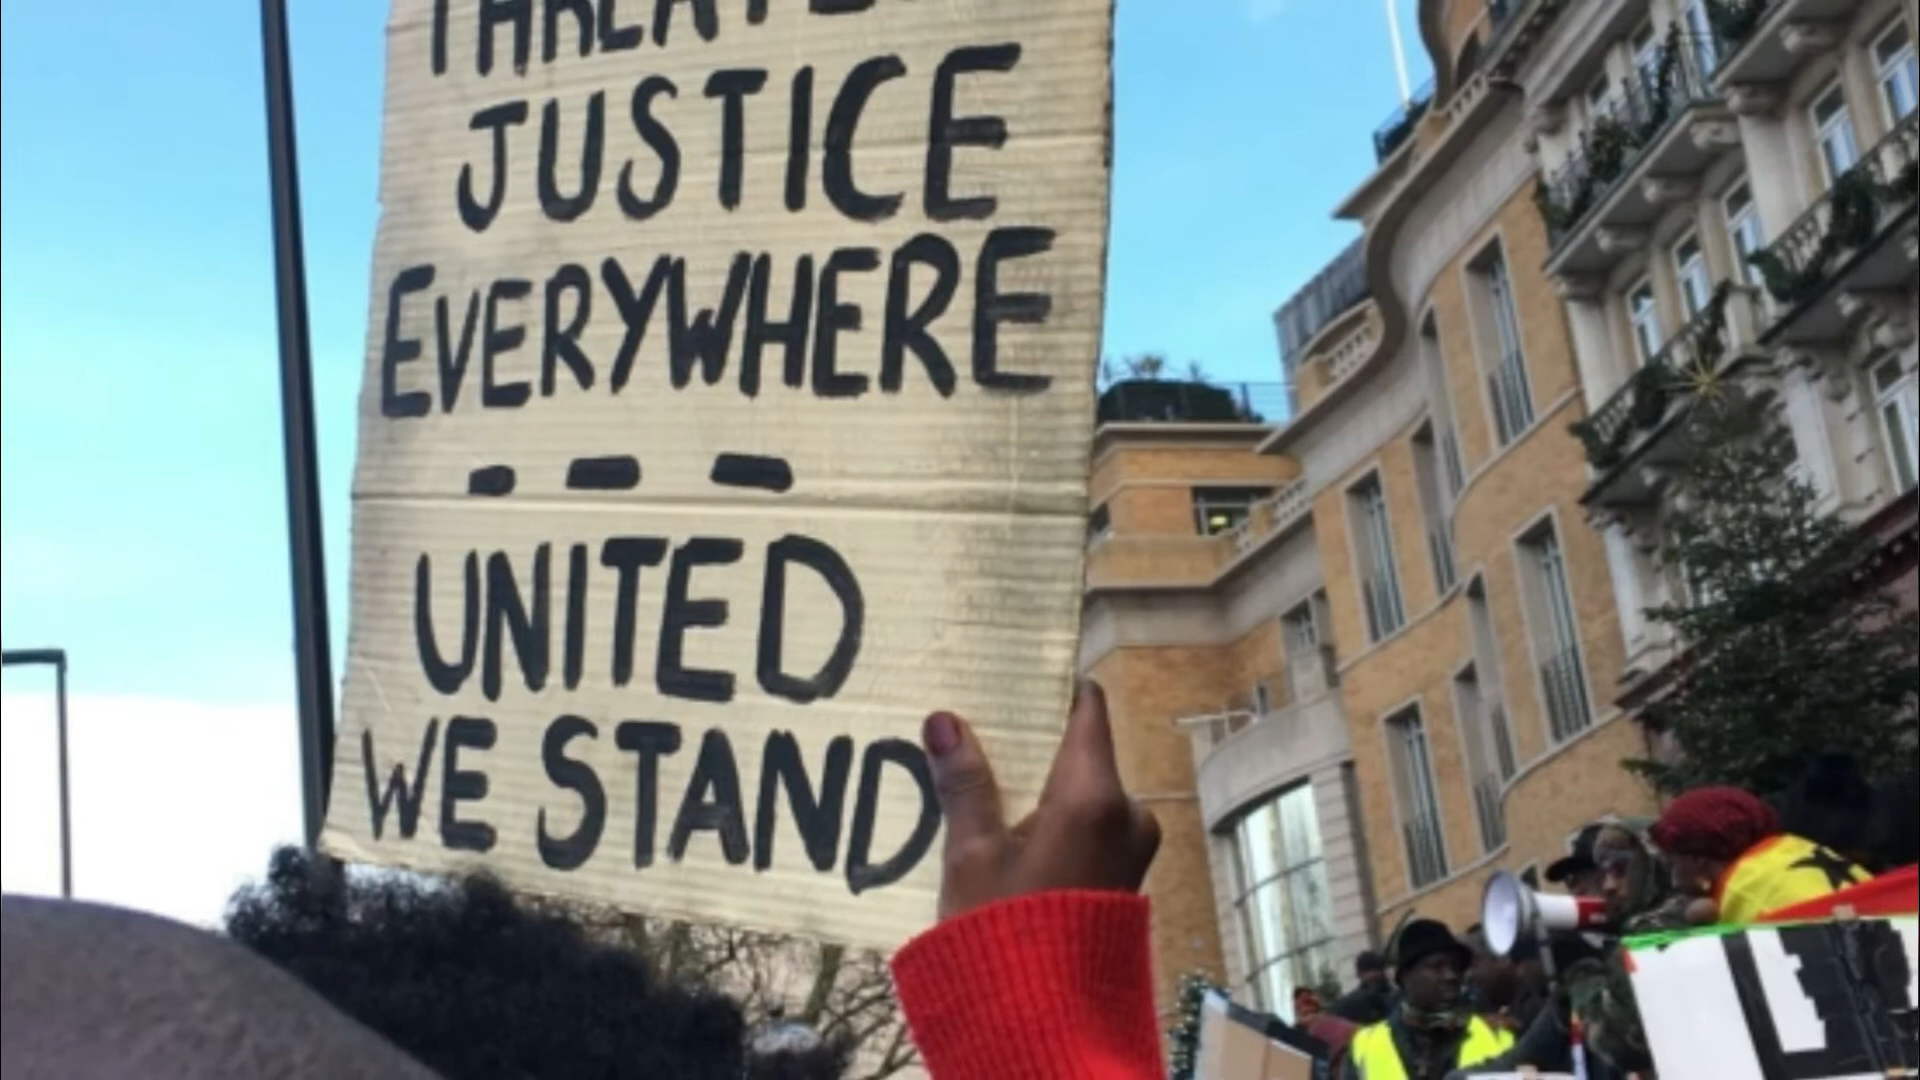 JUSTICE
EVERYWHERE
- - -
UNITED
WE STAND